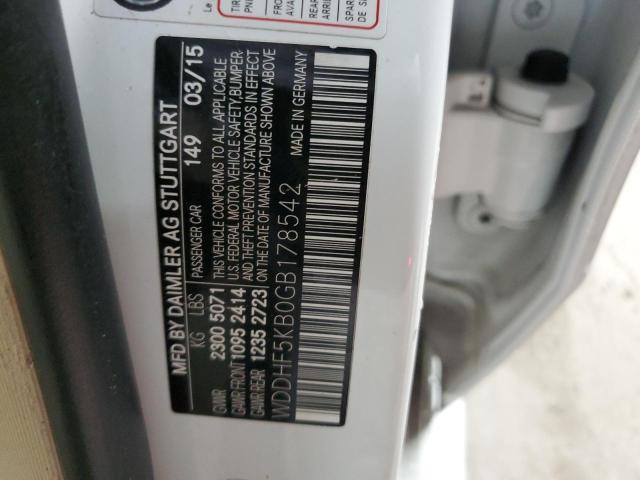 MFD BY DAIMLER AG STUTTGART
PASSENGER CAR 149 03/15
KG LBS
GVWR 2300 5071
GAWR FRONT 1095 2414
GAWR REAR 1235 2723
THIS VEHICLE CONFORMS TO ALL APPLICABLE
U.S. FEDERAL MOTOR VEHICLE SAFETY,BUMPER-
AND THEFT PREVENTION STANDARDS IN EFFECT
ON THE DATE OF MANUFACTURE SHOWN ABOVE
WDDHF5KB0GB178542
MADE IN GERMANY